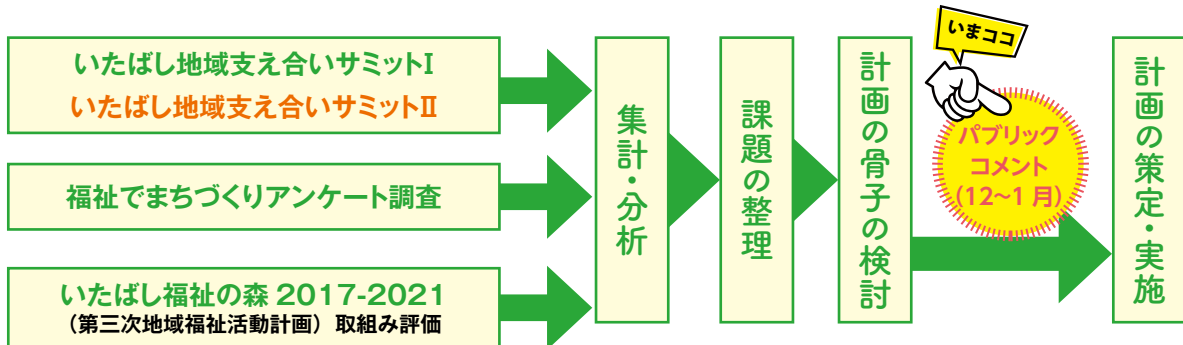 いたばし地域支え合いサミットⅠ
いたばし地域支え合いサミットⅡ
福祉でまちづくりアンケート調査
いたばし福祉の森 2017-2021
（第三次地域福祉活動計画）取組み評価
集計・分析
課題の整理
計画の骨子の検討
いまココ
パブリック
コメント
(12～1 月)
計画の策定・実施